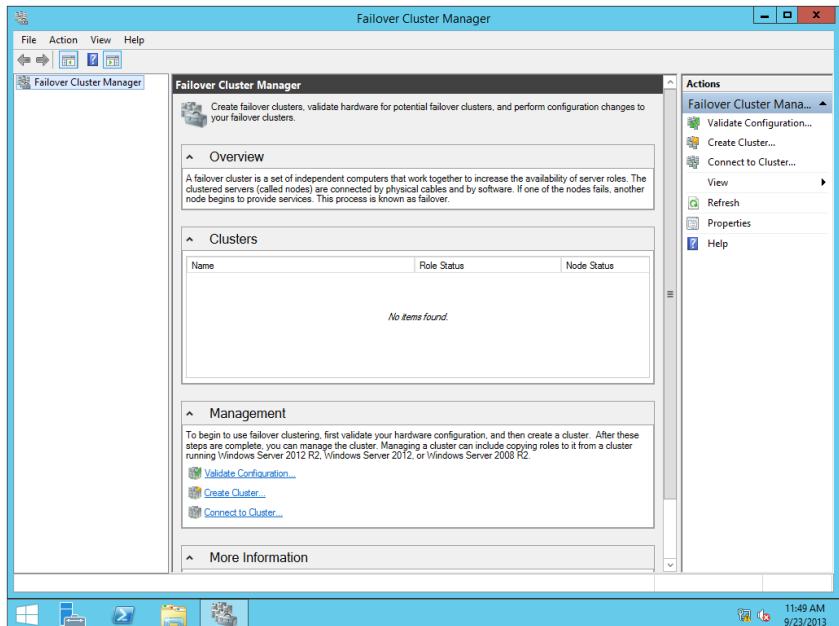 Failover Cluster Manager
File Action View Help
Failover Cluster Manager
Failover Cluster Manager
Create failover clusters, validate hardware for potential failover clusters, and perform configuration changes to
your failover clusters.
Overview
A failover cluster is a set of independent computers that work together to increase the availability of server roles. The
clustered servers (called nodes) are connected by physical cables and by software. If one of the nodes fails, another
node begins to provide services. This process is known as failover.
Clusters
Name Role Status Node Status
No items found.
Management
To begin to use failover clustering, first validate your hardware configuration, and then create a cluster. After these
steps are complete, you can manage the cluster. Managing a cluster can include copying roles to it from a cluster
running Windows Server 2012 R2, Windows Server 2012, or Windows Server 2008 R2.
Validate Configuration...
Create Cluster...
Connect to Cluster...
More Information
Actions
Failover Cluster Mana...
Validate Configuration...
Create Cluster...
Connect to Cluster...
View
Refresh
Properties
Help
11:49 AM
9/23/2013